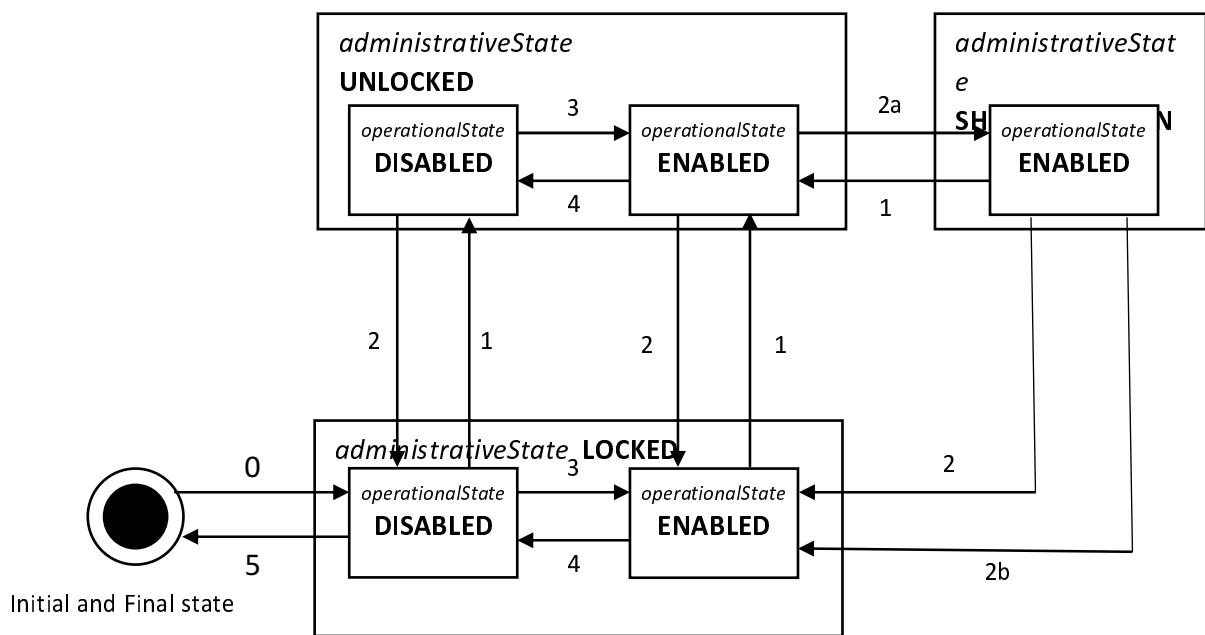 administrativeState
UNLOCKED
administrativeStat
e
3
2a
operationalState
DISABLED
operationalState
ENABLED
operationalState
ENABLED
4
1
2
1
2
1
administrativeState LOCKED
0
3
2
operationalState
DISABLED
operationalState
ENABLED
5
4
2b
Initial and Final state